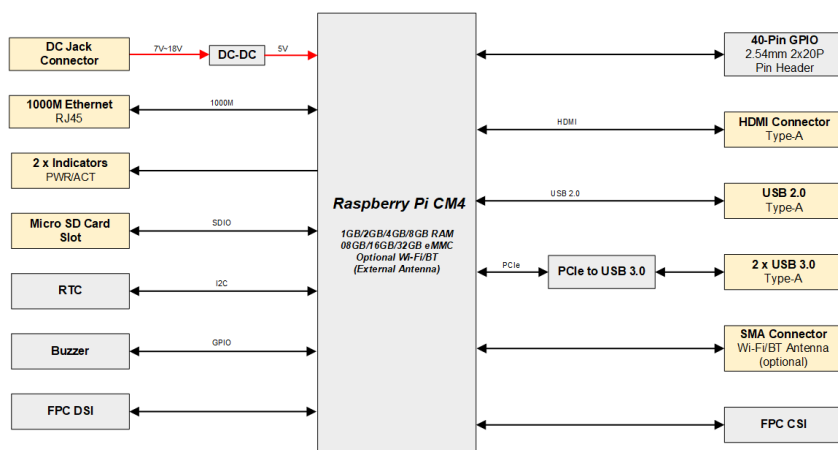 DC Jack
Connector
7V~18V
DC-DC
5V
1000M Ethernet
RJ45
1000M
2 x Indicators
PWR/ACT
Micro SD Card
Slot
SDIO
RTC
I2C
Buzzer
GPIO
FPC DSI
Raspberry Pi CM4
1GB/2GB/4GB/8GB RAM
08GB/16GB/32GB eMMC
Optional Wi-Fi/BT
(External Antenna)
40-Pin GPIO
2.54mm 2x20P
Pin Header
HDMI
HDMI Connector
Type-A
USB 2.0
USB 2.0
Type-A
PCIe
PCIe to USB 3.0
2 x USB 3.0
Type-A
SMA Connector
Wi-Fi/BT Antenna
(optional)
FPC CSI